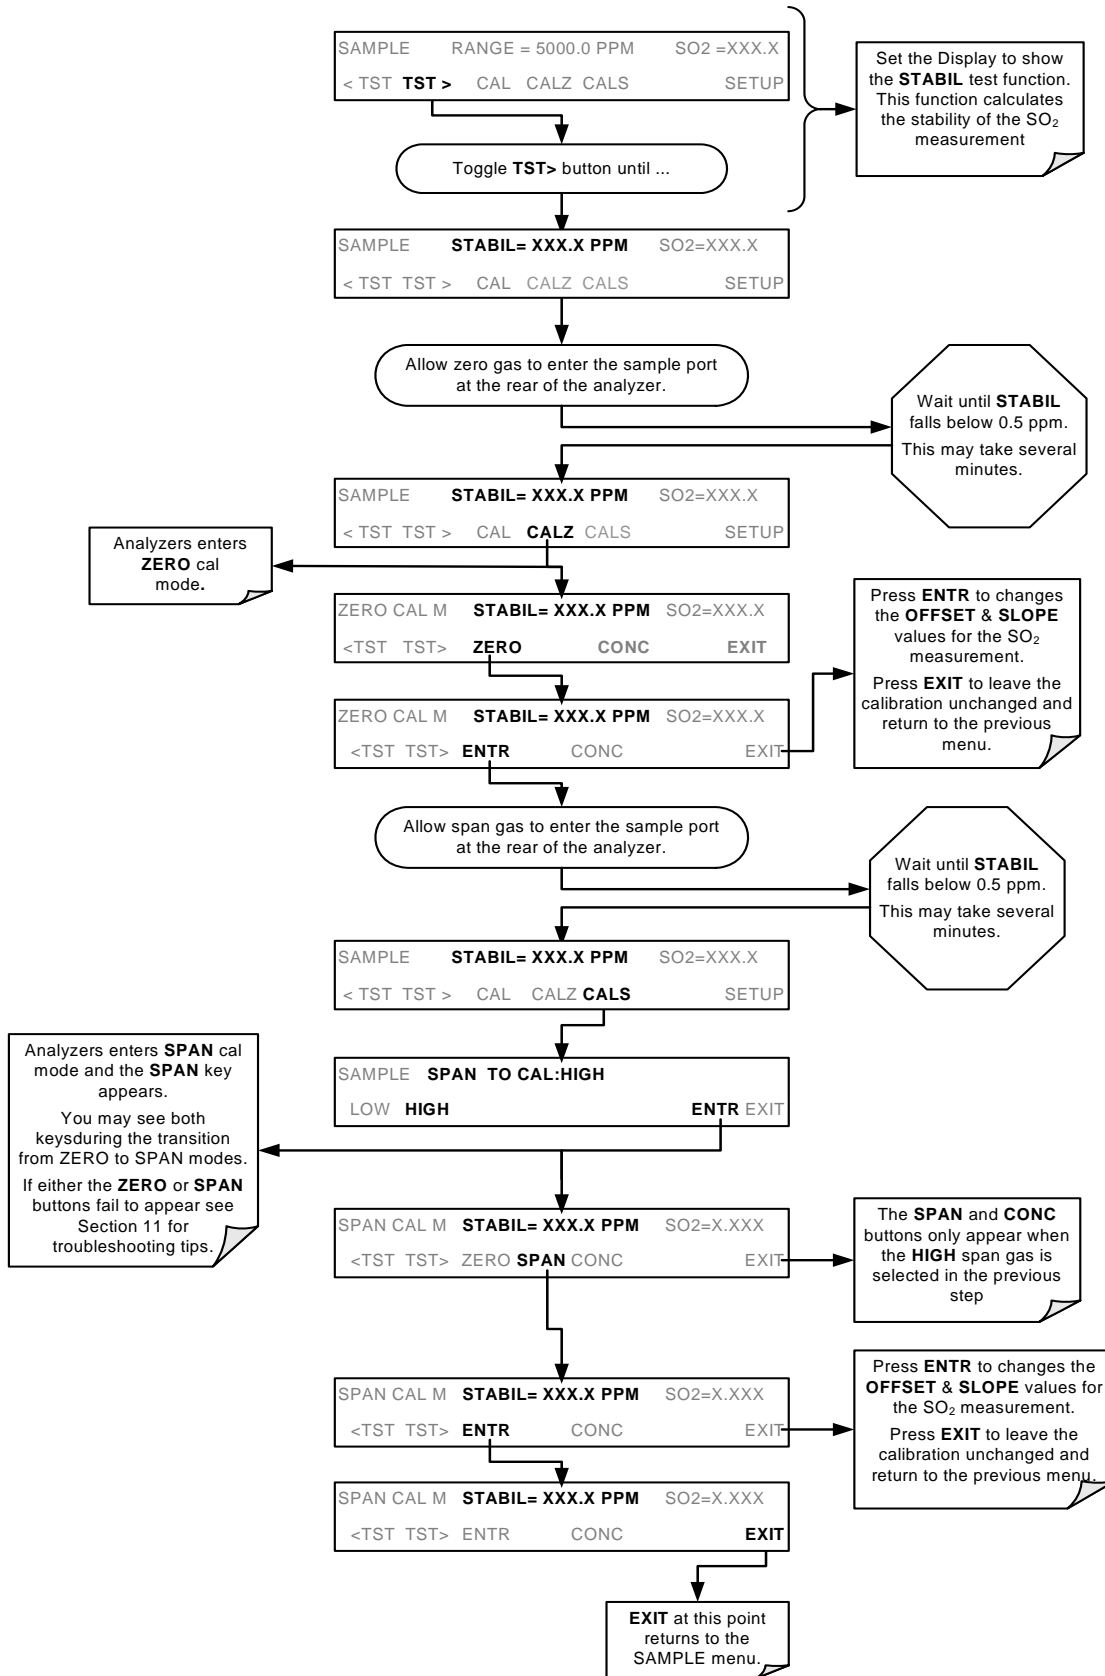 SAMPLE RANGE = 5000.0 PPM SO2 =XXX.X
< TST TST > CAL CALZ CALS SETUP
Set the Display to show
the STABIL test function.
This function calculates
the stability of the SO2
measurement
Toggle TST> button until ...
SAMPLE STABIL= XXX.X PPM SO2=XXX.X
< TST TST > CAL CALZ CALS SETUP
Allow zero gas to enter the sample port
at the rear of the analyzer.
Wait until STABIL
falls below 0.5 ppm.
This may take several
minutes.
SAMPLE STABIL= XXX.X PPM SO2=XXX.X
< TST TST > CAL CALZ CALS SETUP
Analyzers enters
ZERO cal
mode.
ZERO CAL M STABIL= XXX.X PPM SO2=XXX.X
<TST TST> ZERO CONC EXIT
ZERO CAL M STABIL= XXX.X PPM SO2=XXX.X
<TST TST> ENTR CONC EXIT
Press ENTR to changes
the OFFSET & SLOPE
values for the SO2
measurement.
Press EXIT to leave the
calibration unchanged and
return to the previous
menu.
Allow span gas to enter the sample port
at the rear of the analyzer.
Wait until STABIL
falls below 0.5 ppm.
This may take several
minutes.
SAMPLE STABIL= XXX.X PPM SO2=XXX.X
< TST TST > CAL CALZ CALS SETUP
SAMPLE SPAN TO CAL:HIGH
LOW HIGH ENTR EXIT
Analyzers enters SPAN cal
mode and the SPAN key
appears.
You may see both
keysduring the transition
from ZERO to SPAN modes.
If either the ZERO or SPAN
buttons fail to appear see
Section 11 for
troubleshooting tips.
SPAN CAL M STABIL= XXX.X PPM SO2=X.XXX
<TST TST> ZERO SPAN CONC EXIT
The SPAN and CONC
buttons only appear when
the HIGH span gas is
selected in the previous
step
SPAN CAL M STABIL= XXX.X PPM SO2=X.XXX
<TST TST> ENTR CONC EXIT
Press ENTR to changes the
OFFSET & SLOPE values for
the SO2 measurement.
Press EXIT to leave the
calibration unchanged and
return to the previous menu.
SPAN CAL M STABIL= XXX.X PPM SO2=X.XXX
<TST TST> ENTR CONC EXIT
EXIT at this point
returns to the
SAMPLE menu.